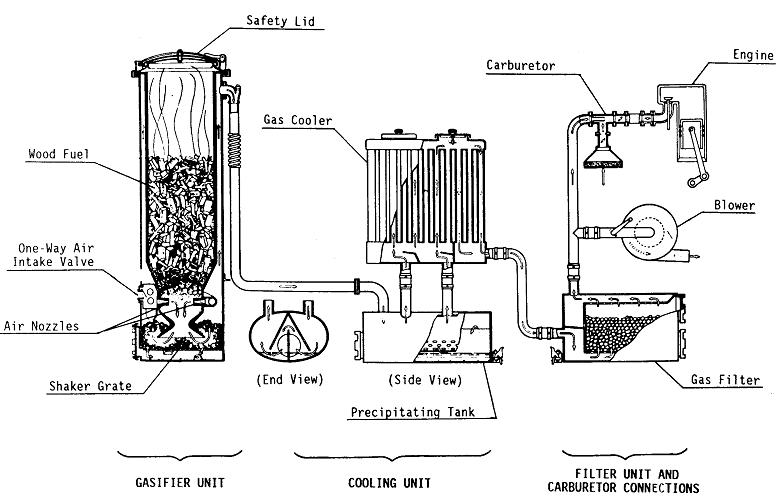 Safety Lid
Engine
Carburetor
Gas Cooler
Wood Fuel
Blower
One-Way Air
Intake Valve
Air Nozzles
(End View)
(Side View)
Shaker Grate
Gas Filter
Precipitating Tank
GASIFIER UNIT
COOLING UNIT
FILTER UNIT AND
CARBURETOR CONNECTIONS